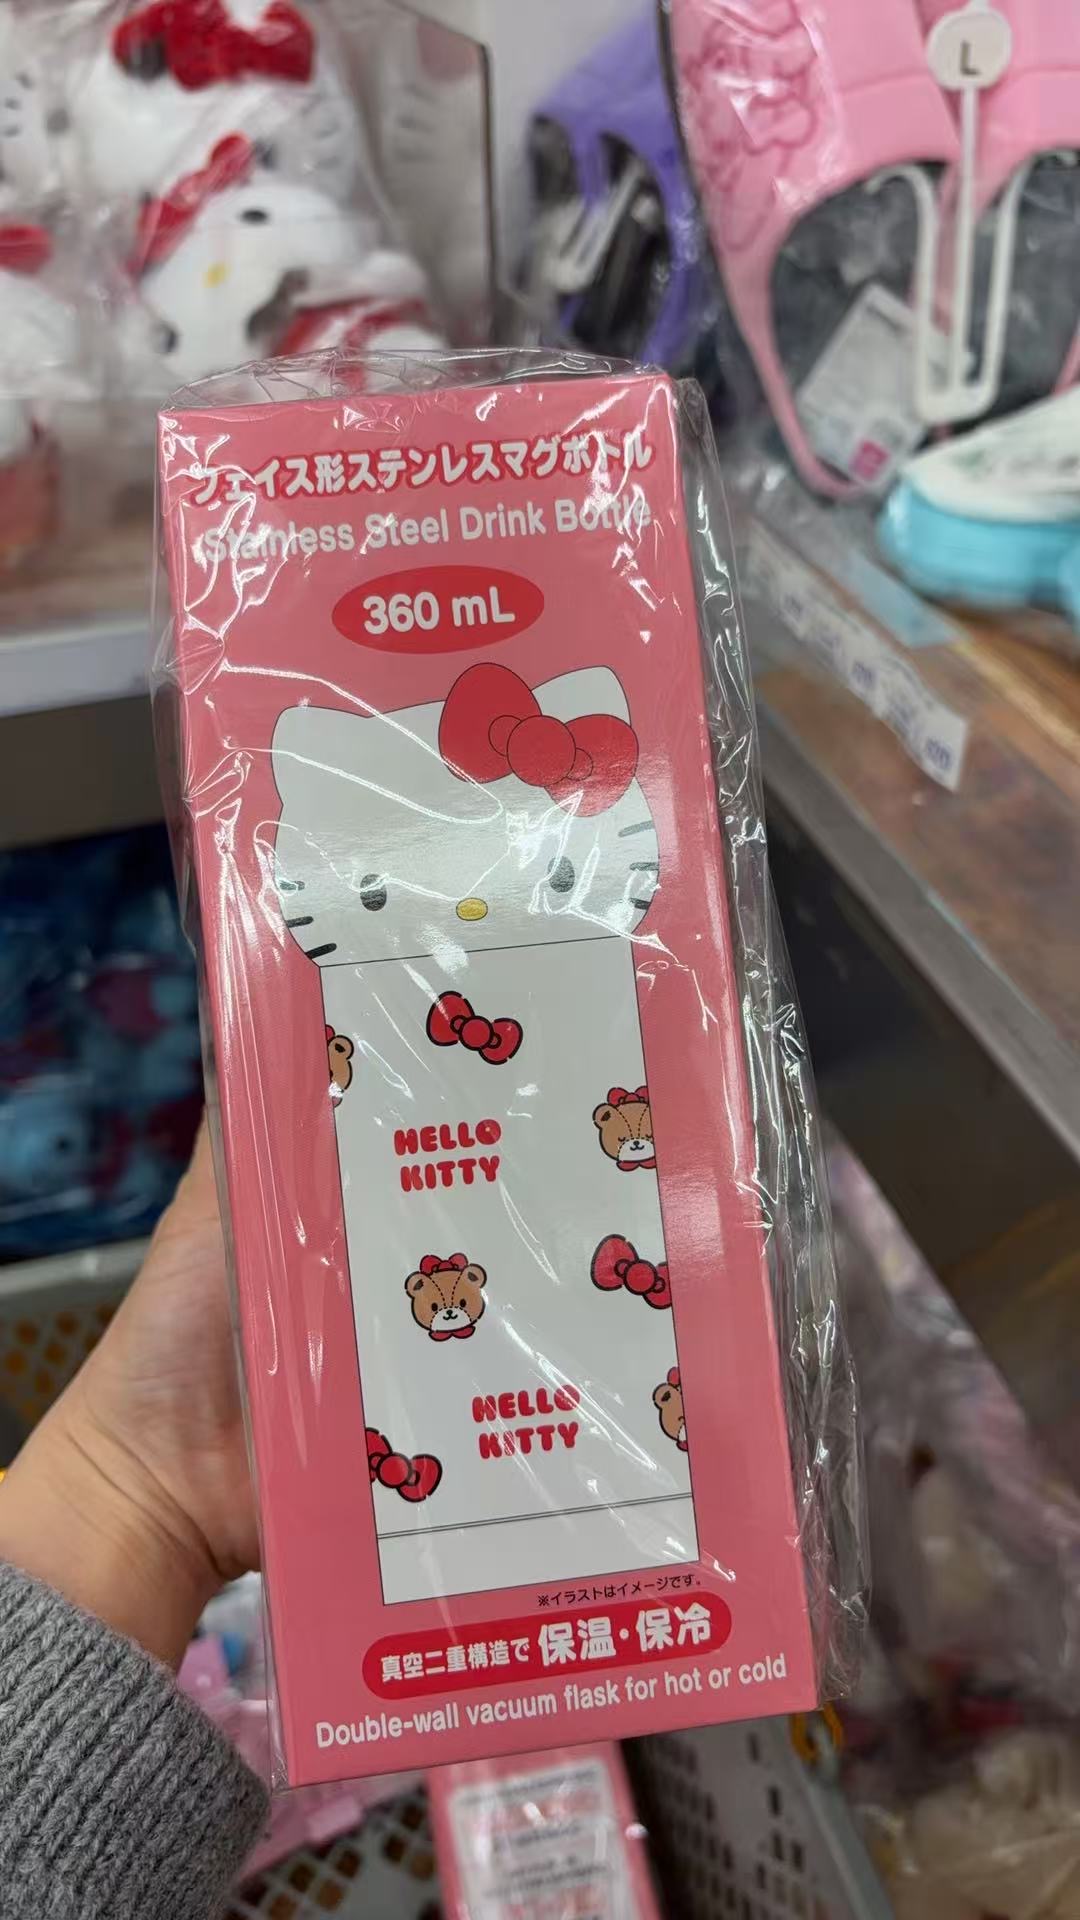 L
フェイス形ステンレスマグボトル
Stainless Steel Drink Bottle
360 mL
HELLO
KITTY
HELLO
KITTY
※イラストはイメージです。
真空二重構造で 保温・保冷
Double-wall vacuum flask for hot or cold